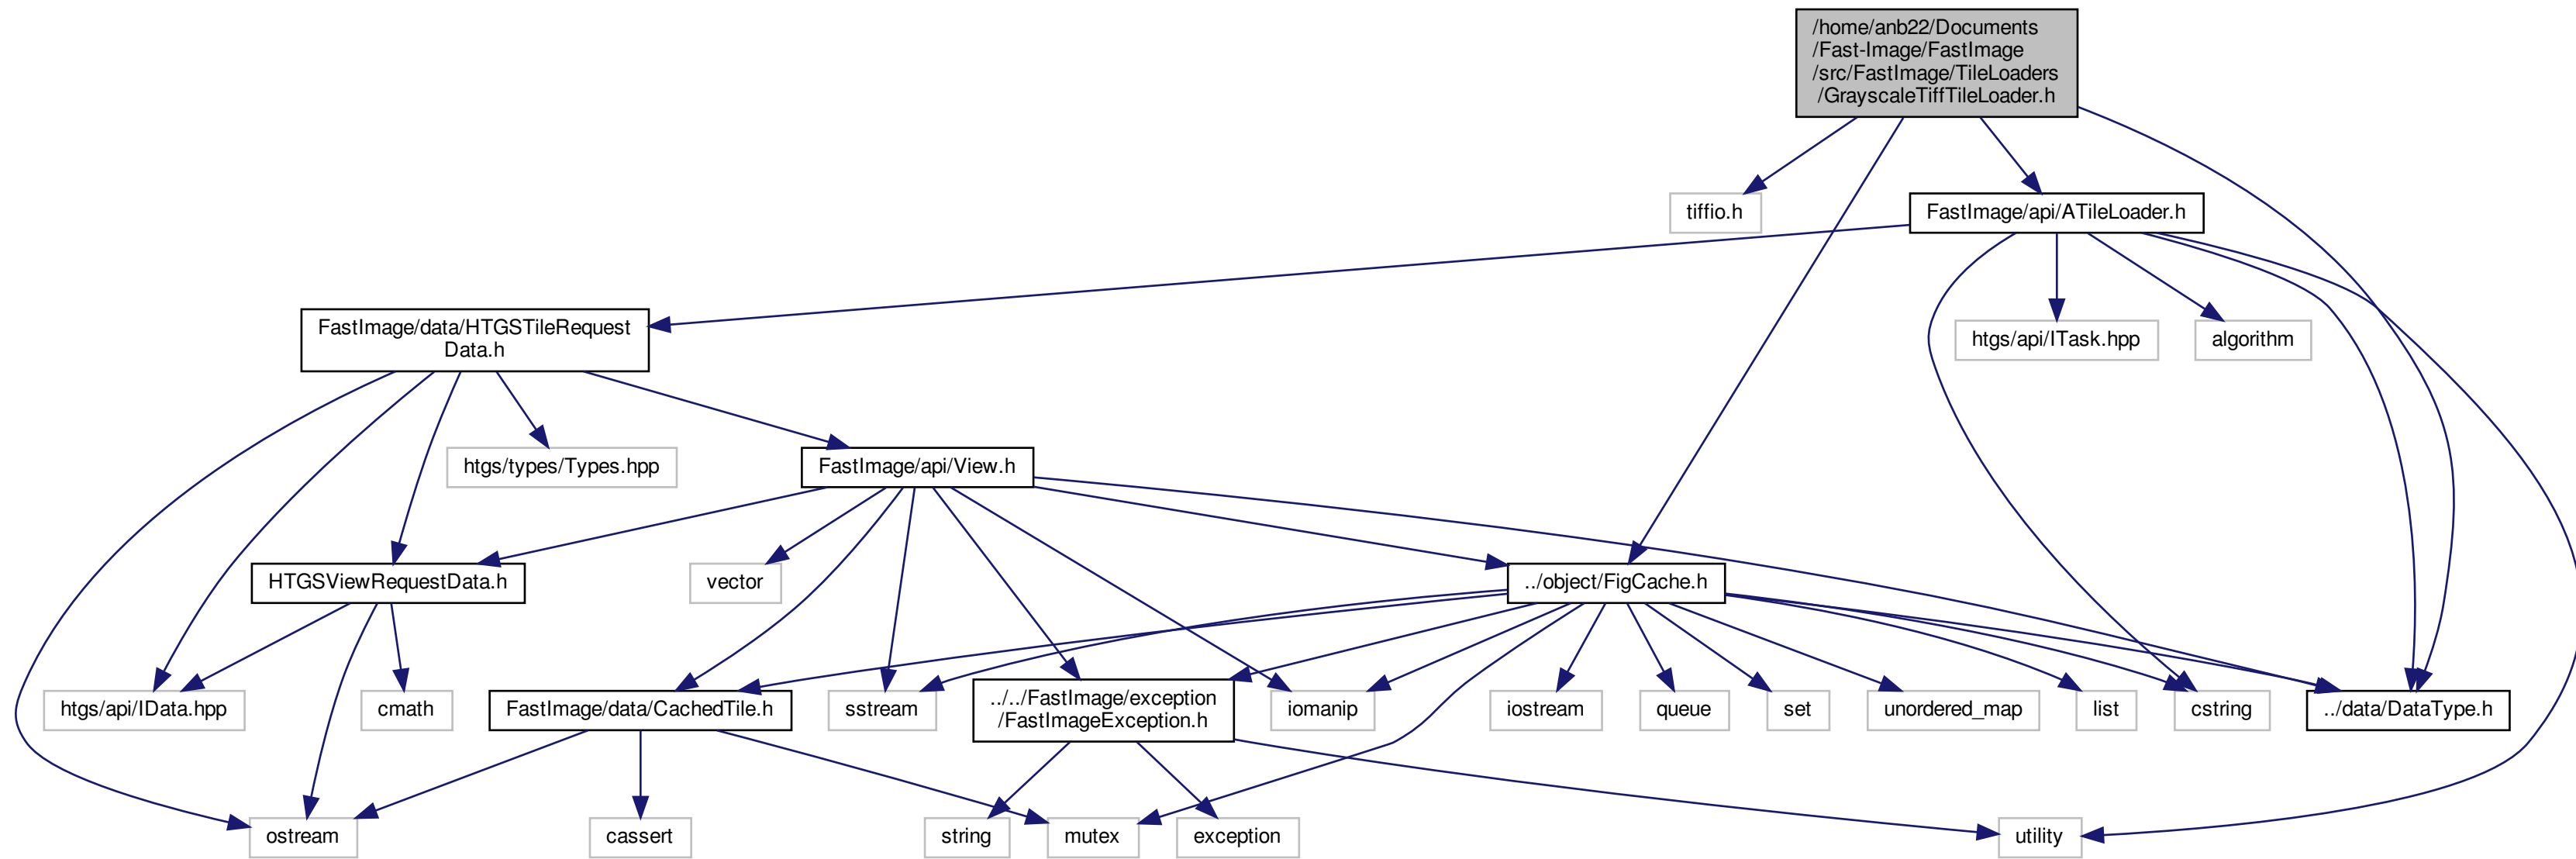 /home/anb22/Documents
/Fast-Image/FastImage
/src/FastImage/TileLoaders
/GrayscaleTiffTileLoader.h
tiffio.h
FastImage/api/ATileLoader.h
FastImage/data/HTGSTileRequest
Data.h
htgs/api/ITask.hpp
algorithm
htgs/types/Types.hpp
FastImage/api/View.h
HTGSViewRequestData.h
vector
../object/FigCache.h
htgs/api/IData.hpp
cmath
FastImage/data/CachedTile.h
sstream
../../FastImage/exception
/FastImageException.h
iomanip
iostream
queue
set
unordered_map
list
cstring
../data/DataType.h
ostream
cassert
string
mutex
exception
utility